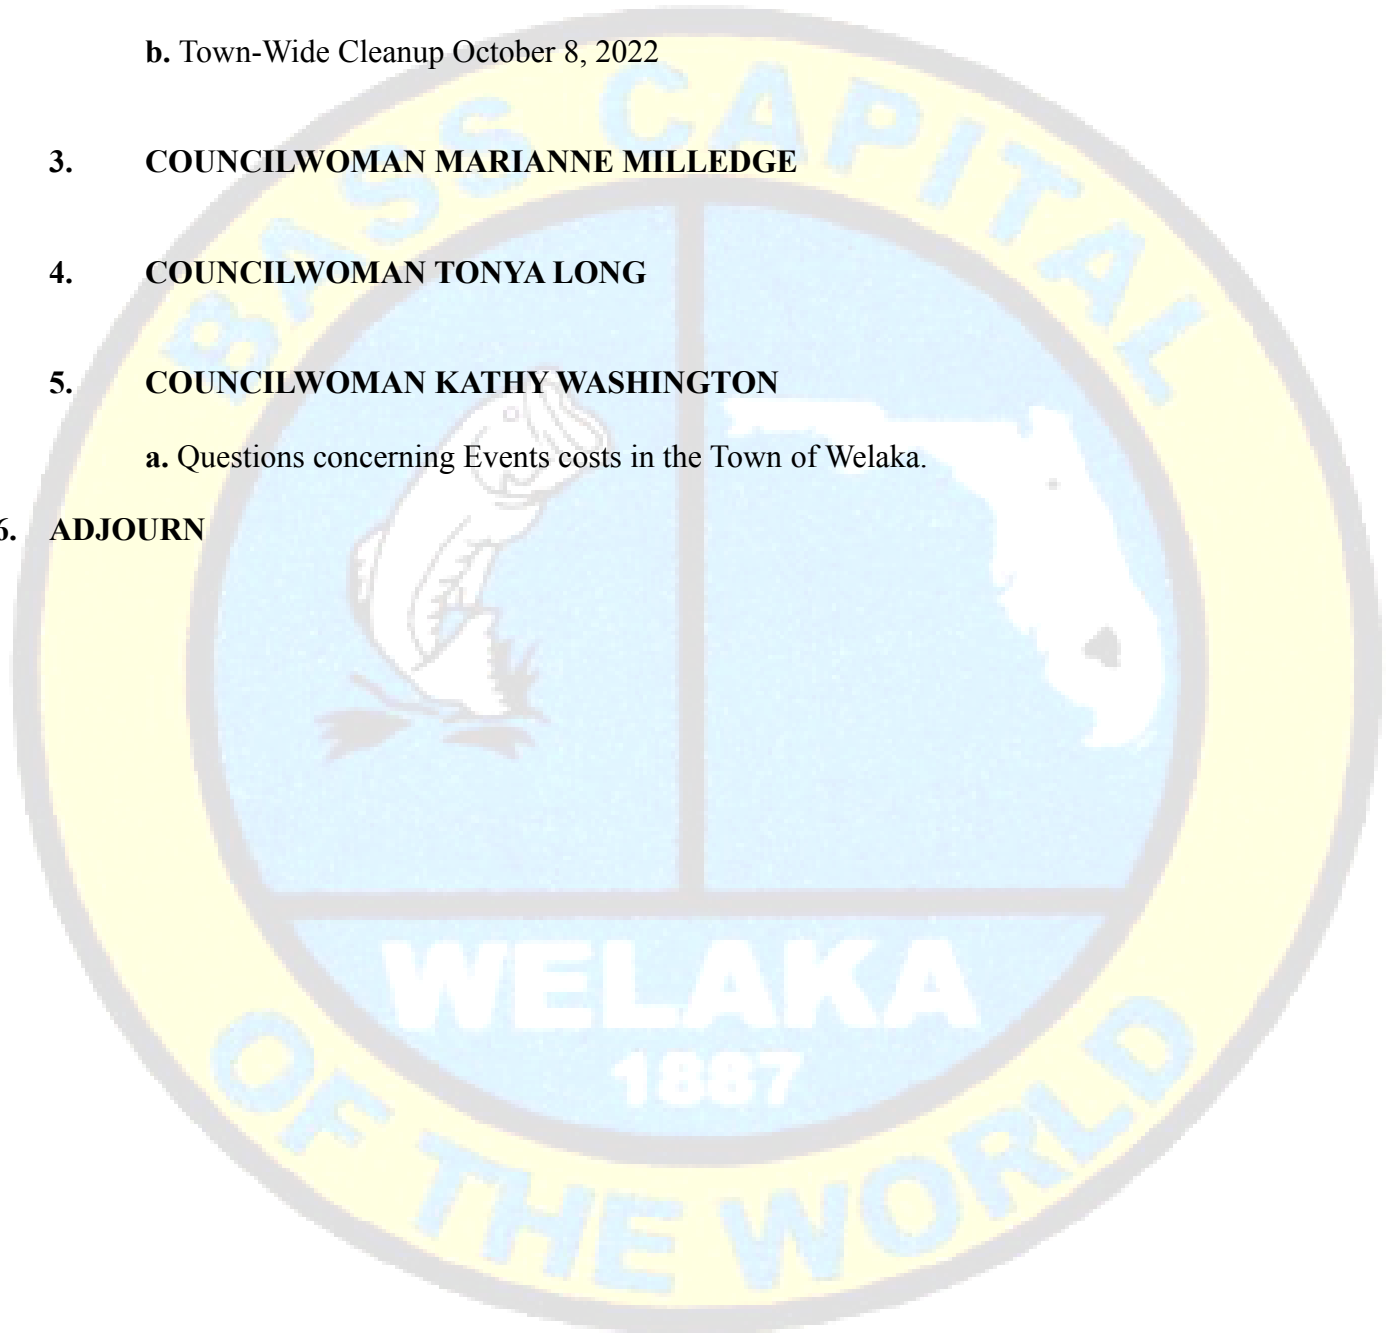 b. Town-Wide Cleanup October 8, 2022
3. COUNCILWOMAN MARIANNE MILLEDGE
4. COUNCILWOMAN TONYA LONG
5. COUNCILWOMAN KATHY WASHINGTON
a. Questions concerning Events costs in the Town of Welaka.
6. ADJOURN
BASS CAPITAL
WELAKA
1887
OF THE WORLD